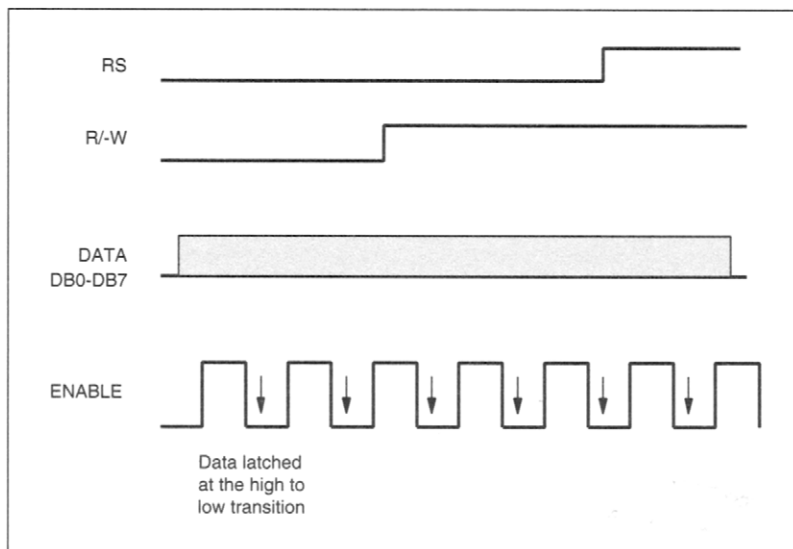 RS
R/-W
DATA
DB0-DB7
ENABLE
Data latched
at the high to
low transition